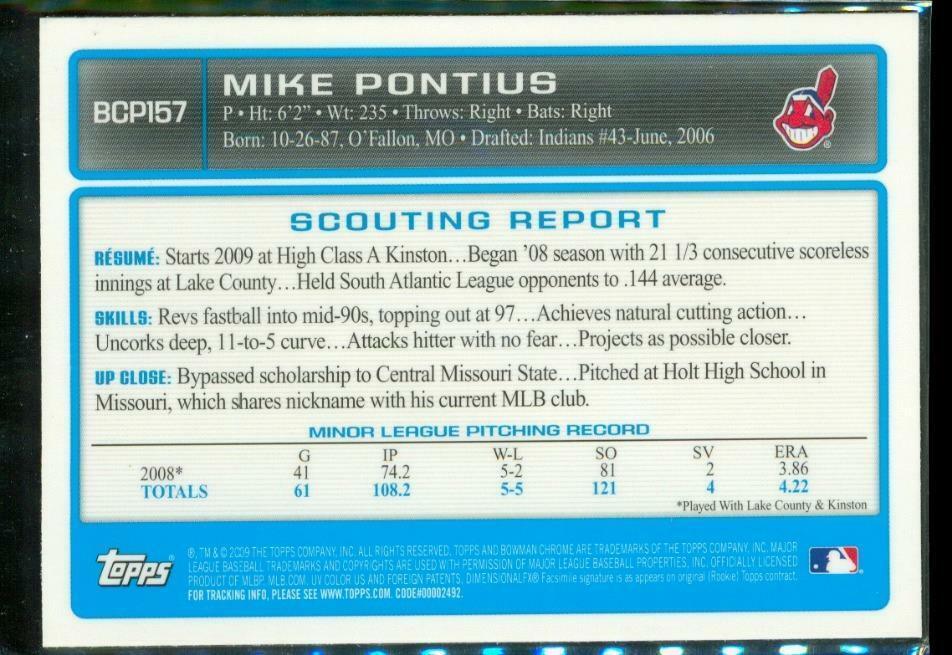 BCP157
MIKE PONTIUS
P • Ht: 6'2" • Wt: 235 • Throws: Right • Bats: Right
Born: 10-26-87, O'Fallon, MO • Drafted: Indians #43-June, 2006
®
SCOUTING REPORT
RÉSUMÉ: Starts 2009 at High Class A Kinston…Began '08 season with 21 1/3 consecutive scoreless
innings at Lake County…Held South Atlantic League opponents to .144 average.
SKILLS: Revs fastball into mid-90s, topping out at 97…Achieves natural cutting action…
Uncorks deep, 11-to-5 curve…Attacks hitter with no fear…Projects as possible closer.
UP CLOSE: Bypassed scholarship to Central Missouri State…Pitched at Holt High School in
Missouri, which shares nickname with his current MLB club.
MINOR LEAGUE PITCHING RECORD
G IP W-L SO SV ERA
2008* 41 74.2 5-2 81 2 3.86
TOTALS 61 108.2 5-5 121 4 4.22
*Played With Lake County & Kinston
Topps®
®, TM & © 2009 THE TOPPS COMPANY, INC. ALL RIGHTS RESERVED. TOPPS AND BOWMAN CHROME ARE TRADEMARKS OF THE TOPPS COMPANY, INC. MAJOR
LEAGUE BASEBALL TRADEMARKS AND COPYRIGHTS ARE USED WITH PERMISSION OF MAJOR LEAGUE BASEBALL PROPERTIES, INC. OFFICIALLY LICENSED
PRODUCT OF MLBP. MLB.COM. UV COLOR US AND FOREIGN PATENTS, DIMENSIONALFX® Facsimile signature is as appears on original (Rookie) Topps contract.
FOR TRACKING INFO, PLEASE SEE WWW.TOPPS.COM. CODE#00002492.